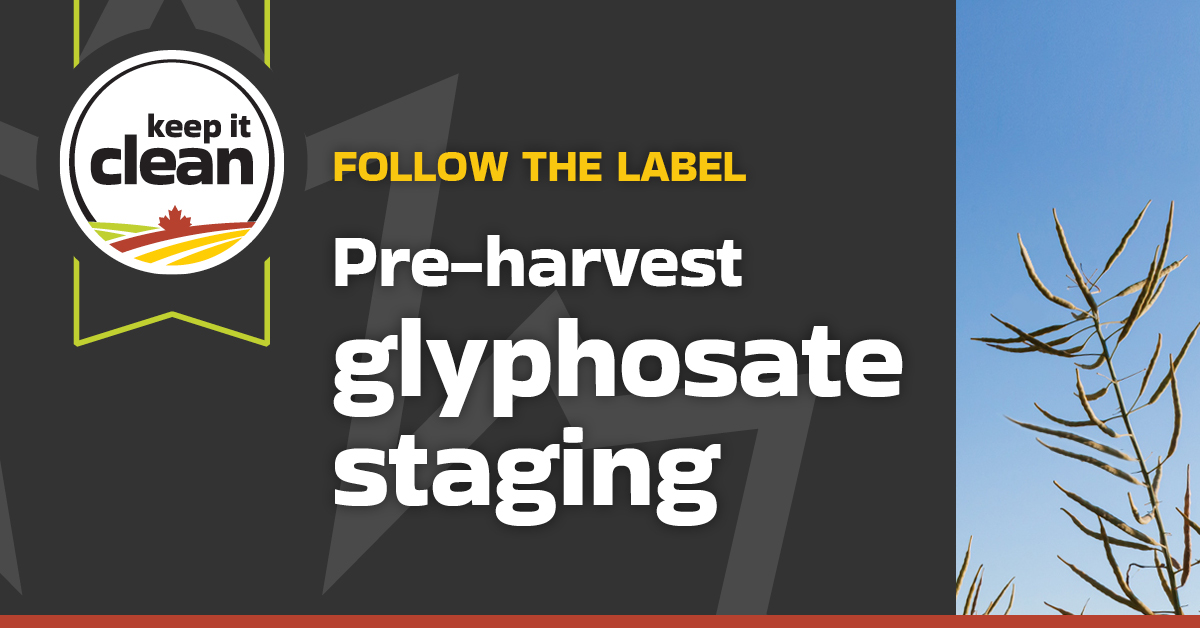 keep it
clean
FOLLOW THE LABEL
Pre-harvest
glyphosate
staging